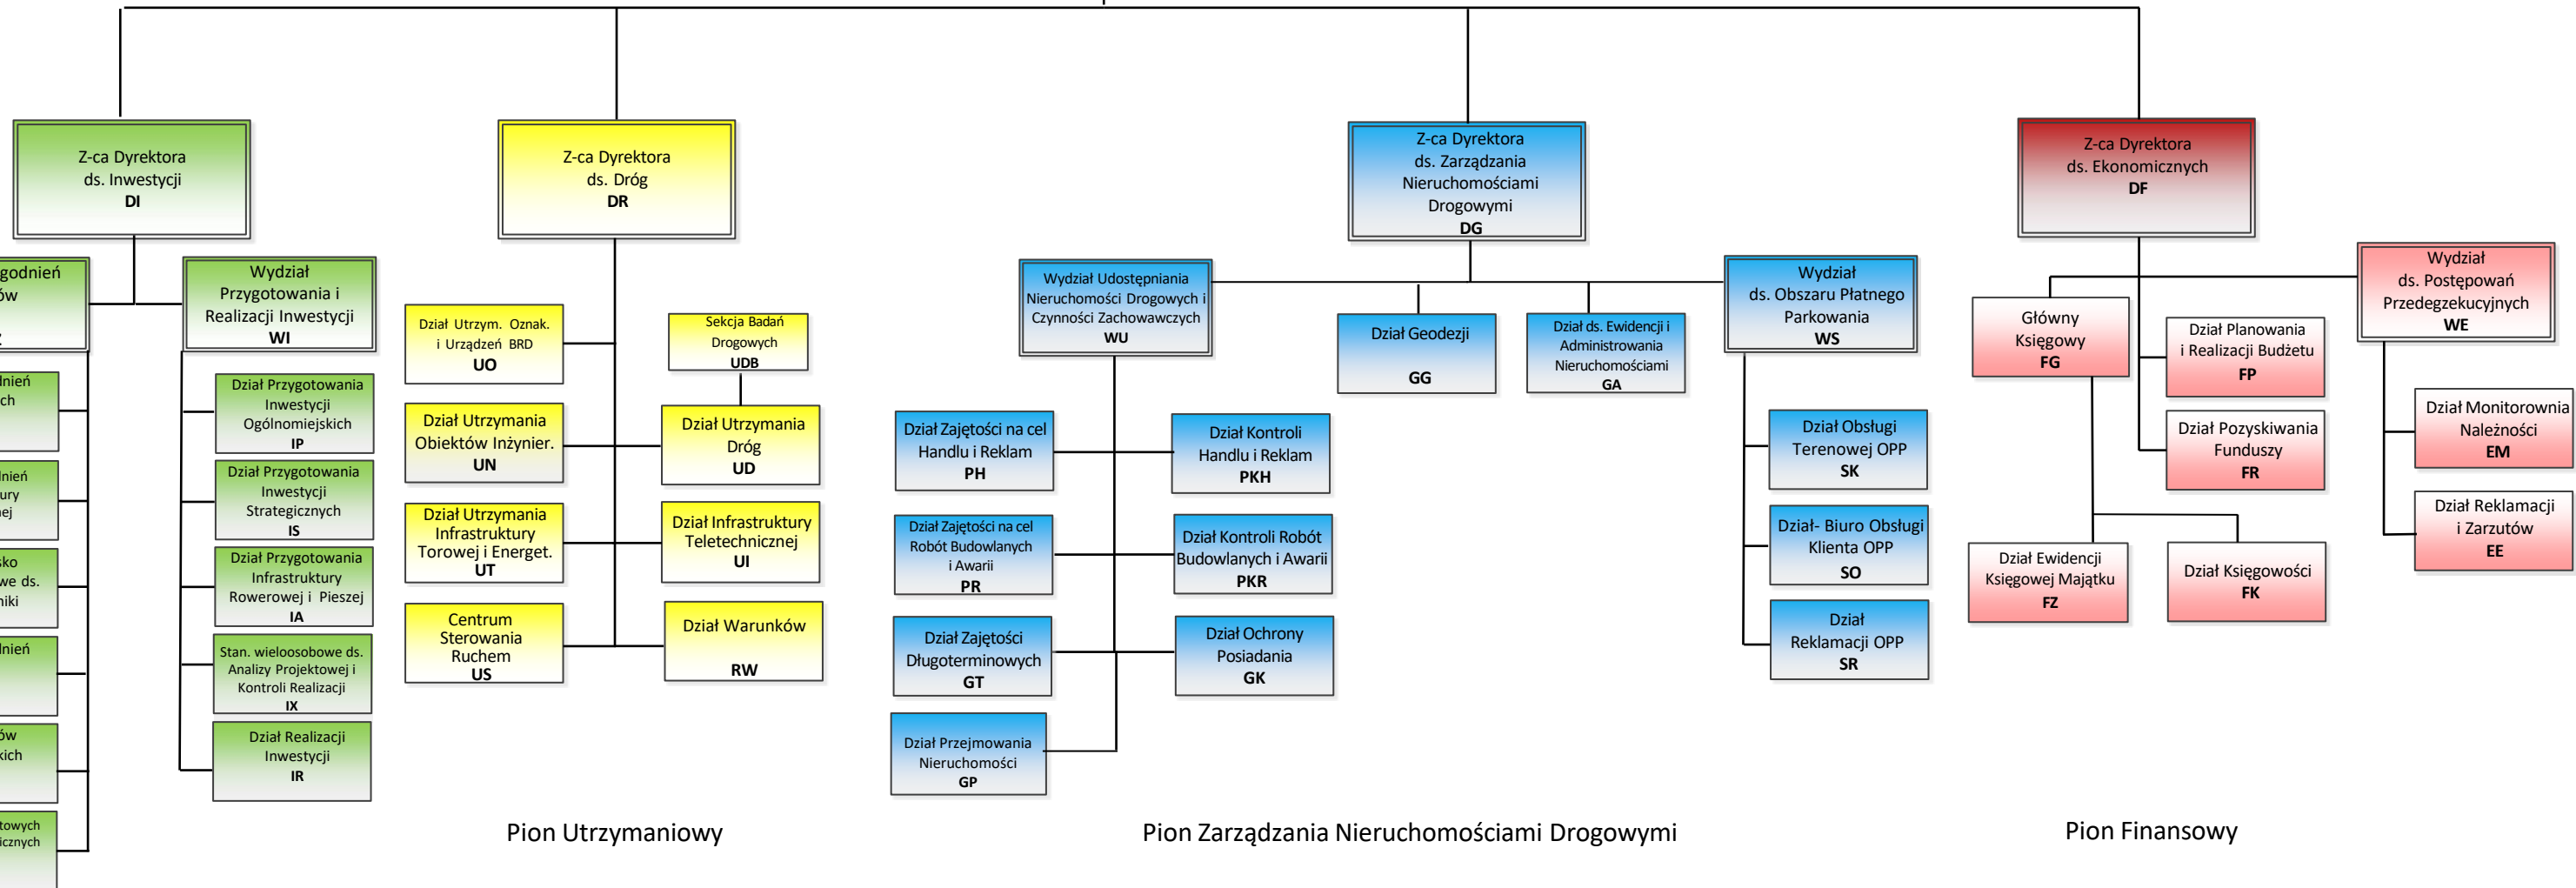 Z-ca Dyrektora
ds. Inwestycji
DI
Wydział
Przygotowania i
Realizacji Inwestycji
WI
Dział Przygotowania
Inwestycji
Ogólnomiejskich
IP
Dział Przygotowania
Inwestycji
Strategicznych
IS
Dział Przygotowania
Infrastruktury
Rowerowej i Pieszej
IA
Stan. wieloosobowe ds.
Analizy Projektowej i
Kontroli Realizacji
IX
Dział Realizacji
Inwestycji
IR
Z-ca Dyrektora
ds. Dróg
DR
Dział Utrzym. Oznak.
i Urządzeń BRD
UO
Sekcja Badań
Drogowych
UDB
Dział Utrzymania
Obiektów Inżynier.
UN
Dział Utrzymania
Dróg
UD
Dział Utrzymania
Infrastruktury
Torowej i Energet.
UT
Dział Infrastruktury
Teletechnicznej
UI
Centrum
Sterowania
Ruchem
US
Dział Warunków
RW
Pion Utrzymaniowy
Z-ca Dyrektora
ds. Zarządzania
Nieruchomościami
Drogowymi
DG
Wydział Udostępniania
Nieruchomości Drogowych i
Czynności Zachowawczych
WU
Dział Geodezji
GG
Dział ds. Ewidencji i
Administrowania
Nieruchomościami
GA
Wydział
ds. Obszaru Płatnego
Parkowania
WS
Dział Zajętości na cel
Handlu i Reklam
PH
Dział Kontroli
Handlu i Reklam
PKH
Dział Zajętości na cel
Robót Budowlanych
i Awarii
PR
Dział Kontroli Robót
Budowlanych i Awarii
PKR
Dział Zajętości
Długoterminowych
GT
Dział Ochrony
Posiadania
GK
Dział Przejmowania
Nieruchomości
GP
Dział Obsługi
Terenowej OPP
SK
Dział- Biuro Obsługi
Klienta OPP
SO
Dział
Reklamacji OPP
SR
Pion Zarządzania Nieruchomościami Drogowymi
Z-ca Dyrektora
ds. Ekonomicznych
DF
Główny
Księgowy
FG
Dział Planowania
i Realizacji Budżetu
FP
Dział Pozyskiwania
Funduszy
FR
Wydział
ds. Postępowań
Przedegzekucyjnych
WE
Dział Monitorownia
Należności
EM
Dział Reklamacji
i Zarzutów
EE
Dział Ewidencji
Księgowej Majątku
FZ
Dział Księgowości
FK
Pion Finansowy